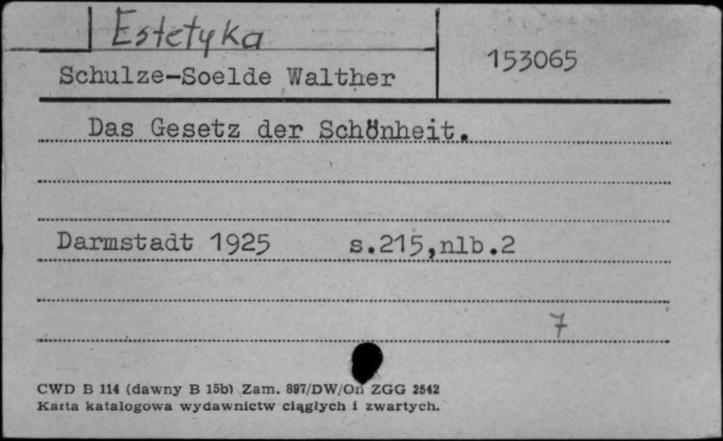 Estetyka
153065
Schulze-Soelde Walther
Das Gesetz der Schönheit.
Darmstadt 1925 s.215,nlb.2
7
CWD B 114 (dawny B 15b) Zam. 897/DW/On ZGG 2542
Karta katalogowa wydawnictw ciągłych i zwartych.